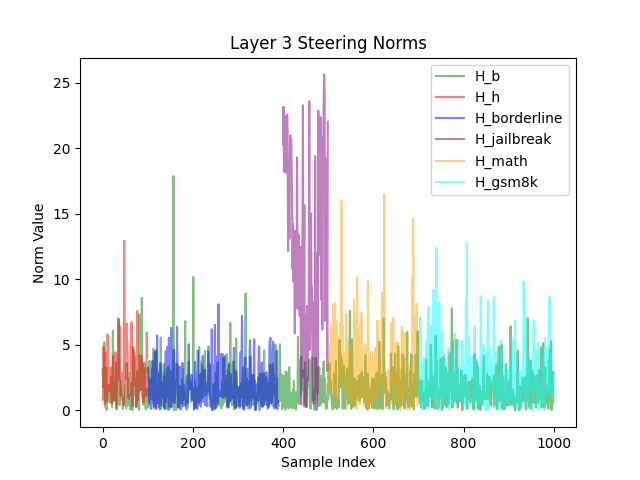 Layer 3 Steering Norms
Norm Value
25
20
15
10
5
0
H_b
H_h
H_borderline
H_jailbreak
H_math
H_gsm8k
0
200
400
600
800
1000
Sample Index